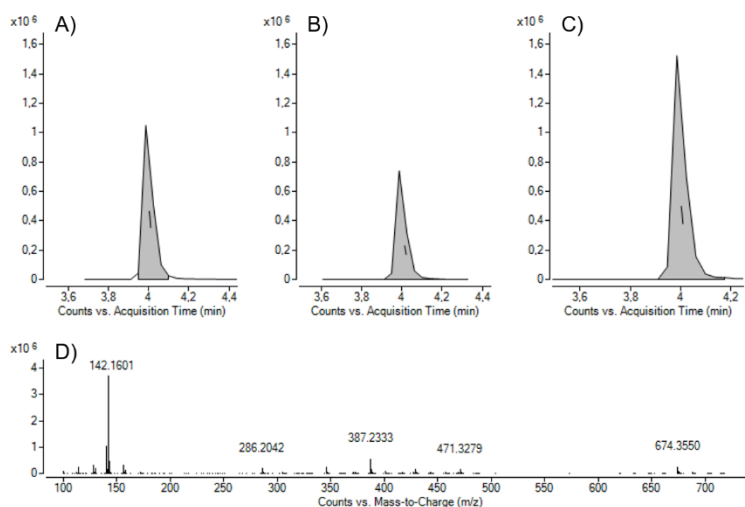 A)
x10 6
1,6
1,4
1,2
1
0,8
0,6
0,4
0,2
0
3,6 3,8 4 4,2 4,4
Counts vs. Acquisition Time (min)
B)
x10 6
1,6
1,4
1,2
1
0,8
0,6
0,4
0,2
0
3,6 3,8 4 4,2 4,4
Counts vs. Acquisition Time (min)
C)
x10 6
1,6
1,4
1,2
1
0,8
0,6
0,4
0,2
0
3,6 3,8 4 4,2
Counts vs. Acquisition Time (min)
D)
x10 6
4
3
2
1
0
142.1601
286.2042
387.2333
471.3279
674.3550
100 150 200 250 300 350 400 450 500 550 600 650 700
Counts vs. Mass-to-Charge (m/z)